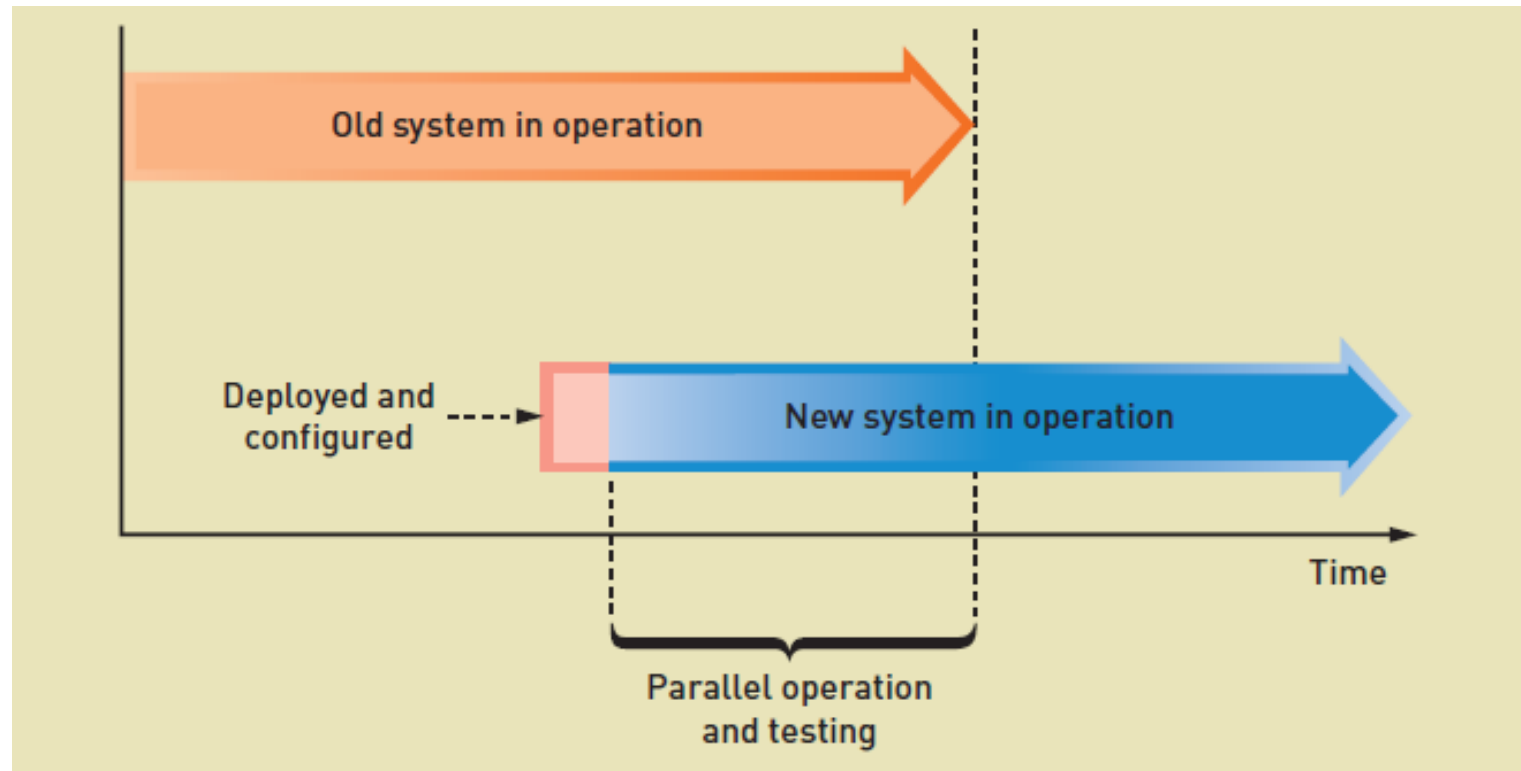 Old system in operation
Deployed and
configured
New system in operation
Time
Parallel operation
and testing